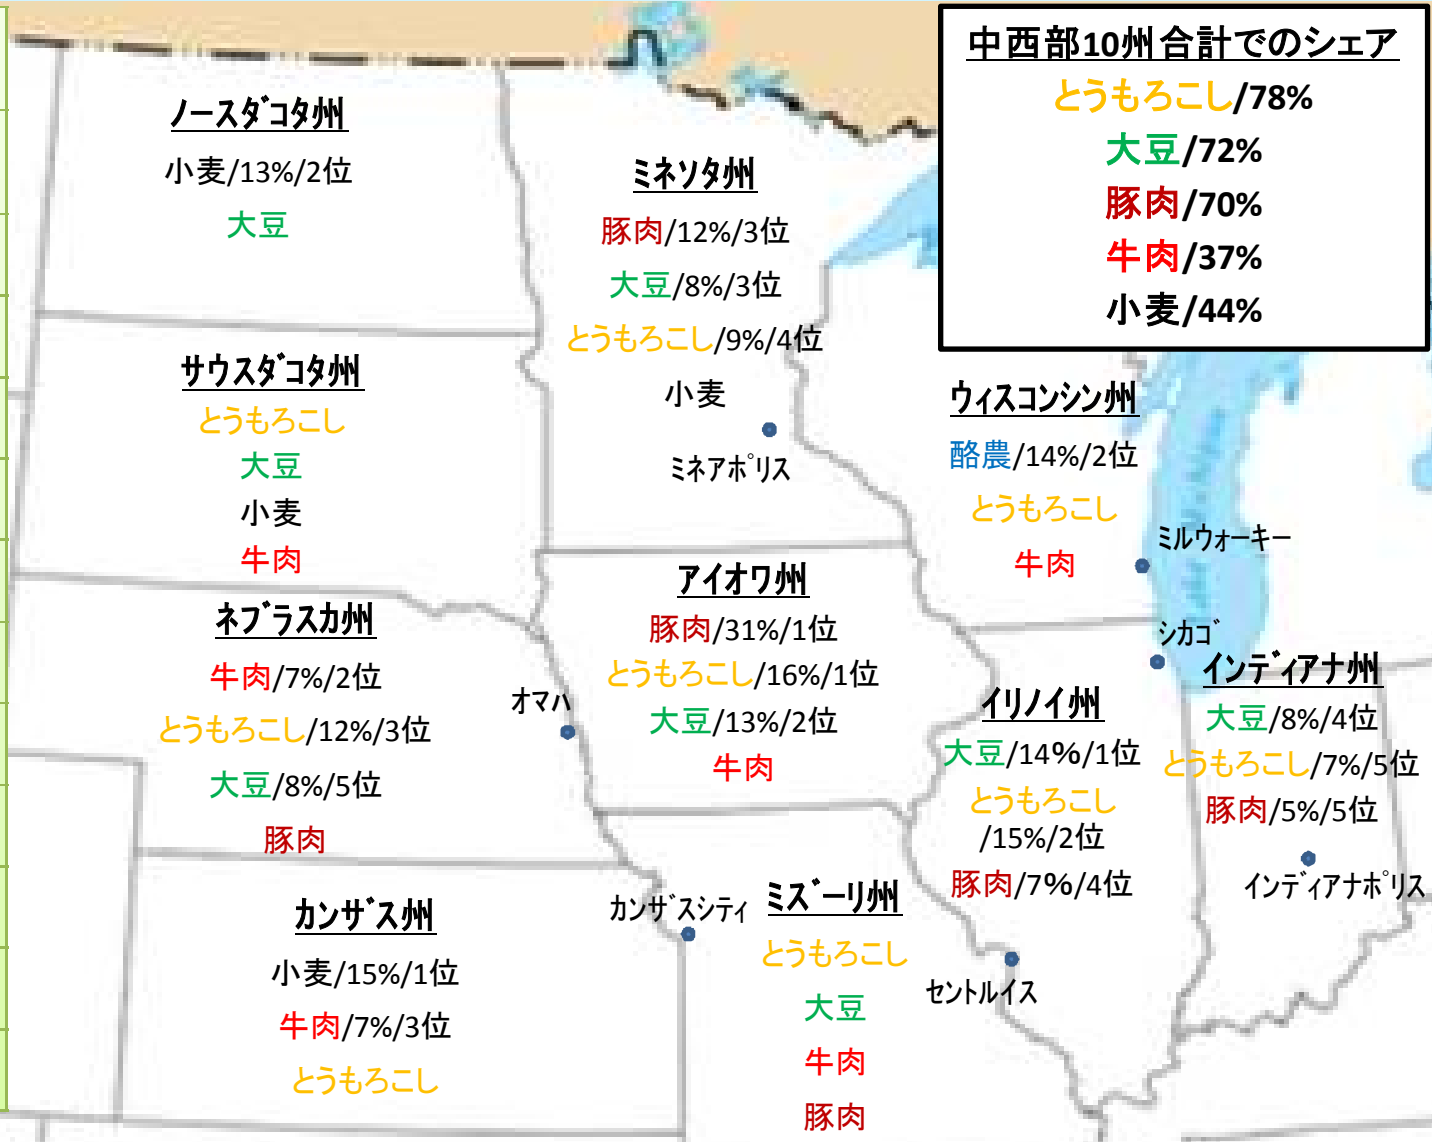 中西部10州合計でのシェア
とうもろこし/78%
大豆/72%
豚肉/70%
牛肉/37%
小麦/44%
ノースダコタ州
小麦/13%/2位
大豆
ミネソタ州
豚肉/12%/3位
大豆/8%/3位
とうもろこし/9%/4位
小麦
ミネアポリス
サウスダコタ州
とうもろこし
大豆
小麦
牛肉
ウィスコンシン州
酪農/14%/2位
とうもろこし
牛肉
ミルウォーキー
シカゴ
ネブラスカ州
牛肉/7%/2位
とうもろこし/12%/3位
大豆/8%/5位
豚肉
オマハ
アイオワ州
豚肉/31%/1位
とうもろこし/16%/1位
大豆/13%/2位
牛肉
イリノイ州
大豆/14%/1位
とうもろこし
/15%/2位
豚肉/7%/4位
インディアナ州
大豆/8%/4位
とうもろこし/7%/5位
豚肉/5%/5位
インディアナポリス
カンザス州
小麦/15%/1位
牛肉/7%/3位
とうもろこし
カンザスシティ
ミズーリ州
とうもろこし
大豆
牛肉
豚肉
セントルイス